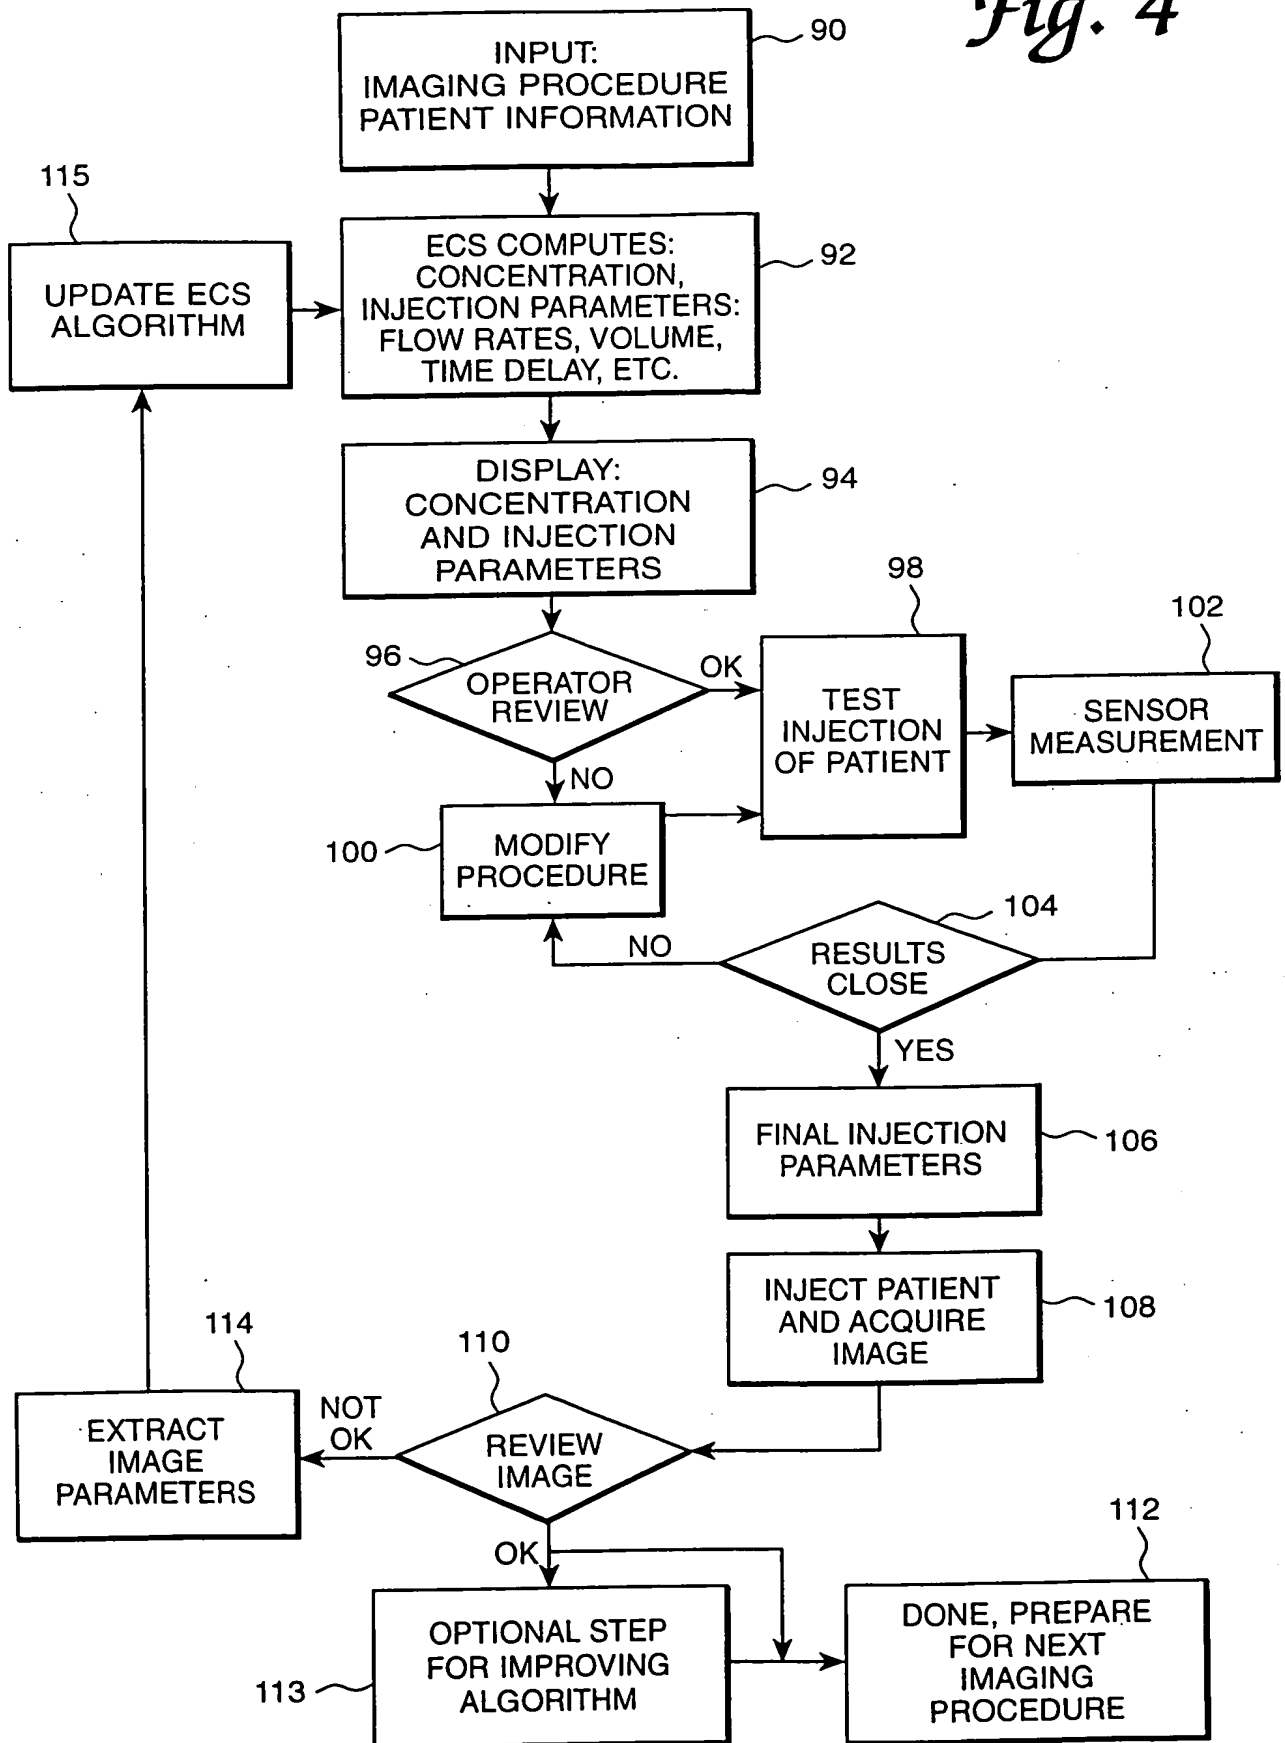 Fig. 4
90
INPUT:
IMAGING PROCEDURE
PATIENT INFORMATION
115
UPDATE ECS
ALGORITHM
92
ECS COMPUTES:
CONCENTRATION,
INJECTION PARAMETERS:
FLOW RATES, VOLUME,
TIME DELAY, ETC.
94
DISPLAY:
CONCENTRATION
AND INJECTION
PARAMETERS
96
OPERATOR
REVIEW
OK
NO
98
TEST
INJECTION
OF PATIENT
102
SENSOR
MEASUREMENT
100
MODIFY
PROCEDURE
104
RESULTS
CLOSE
NO
YES
106
FINAL INJECTION
PARAMETERS
108
INJECT PATIENT
AND ACQUIRE
IMAGE
110
REVIEW
IMAGE
NOT
OK
114
EXTRACT
IMAGE
PARAMETERS
OK
113
OPTIONAL STEP
FOR IMPROVING
ALGORITHM
112
DONE, PREPARE
FOR NEXT
IMAGING
PROCEDURE